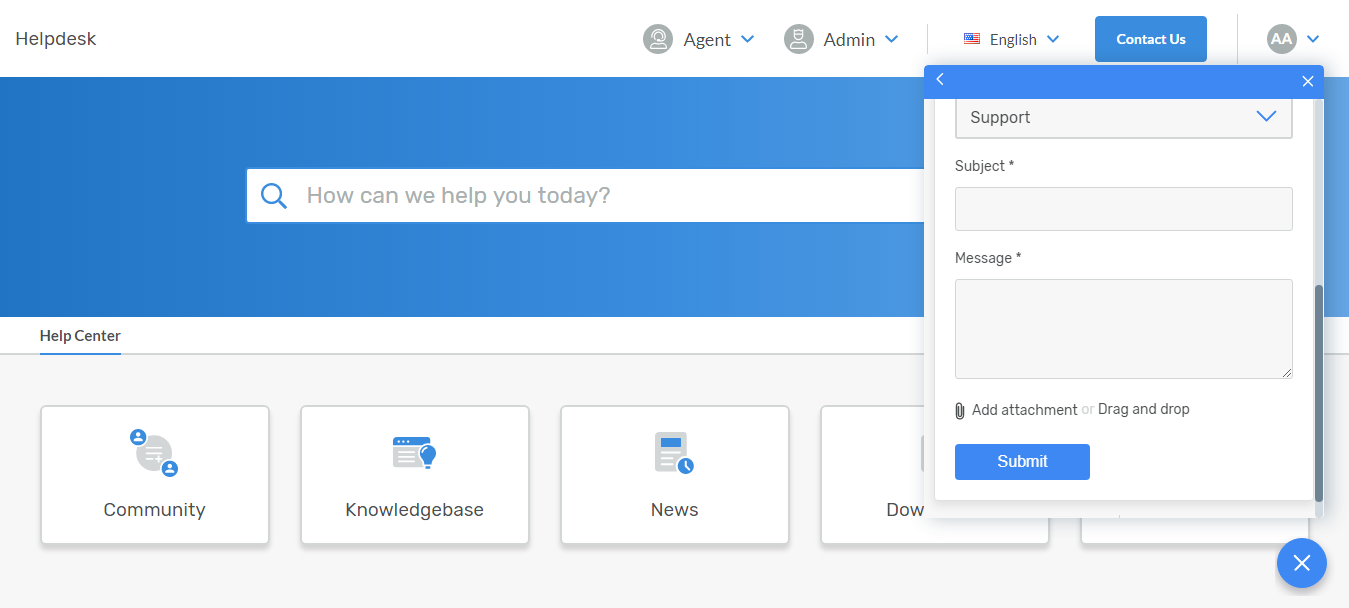 Helpdesk
Agent
Admin
English
Contact Us
AA
How can we help you today?
Support
Subject *
Message *
Add attachment or Drag and drop
Submit
Help Center
Community
Knowledgebase
News
Dow